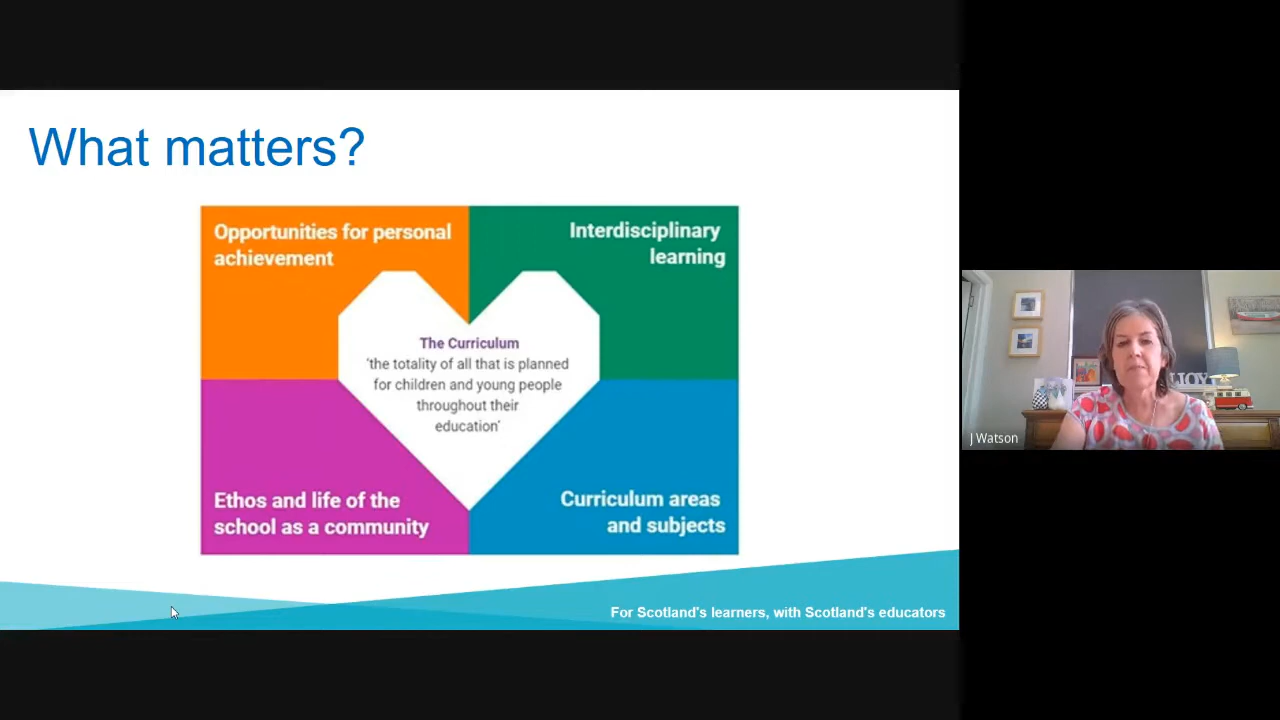 What matters?
Opportunities for personal
achievement
Interdisciplinary
learning
The Curriculum
'the totality of all that is planned
for children and young people
throughout their
education'
Ethos and life of the
school as a community
Curriculum areas
and subjects
For Scotland's learners, with Scotland's educators
J Watson
JOY